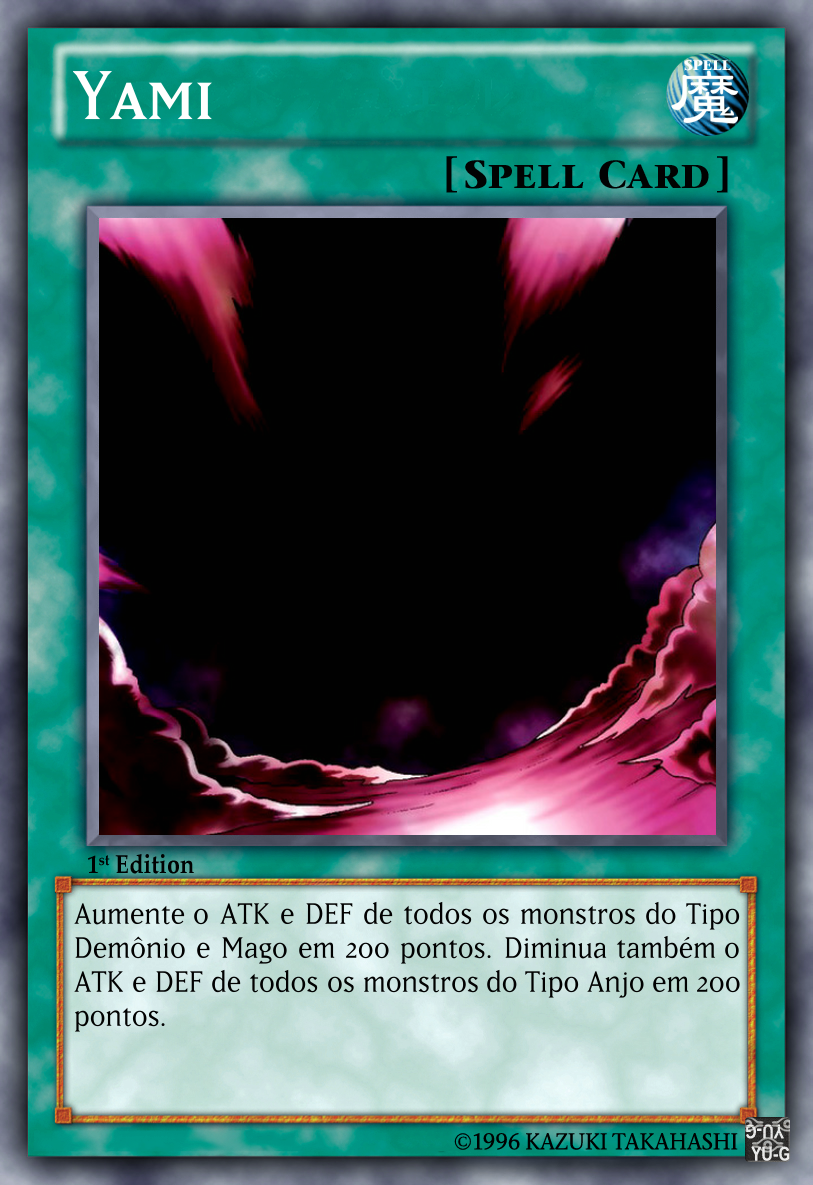 YAMI
SPELL
魔
[SPELL CARD]
1st Edition
Aumente o ATK e DEF de todos os monstros do Tipo
Demônio e Mago em 200 pontos. Diminua também o
ATK e DEF de todos os monstros do Tipo Anjo em 200
pontos.
©1996 KAZUKI TAKAHASHI
YU-G
YU-G